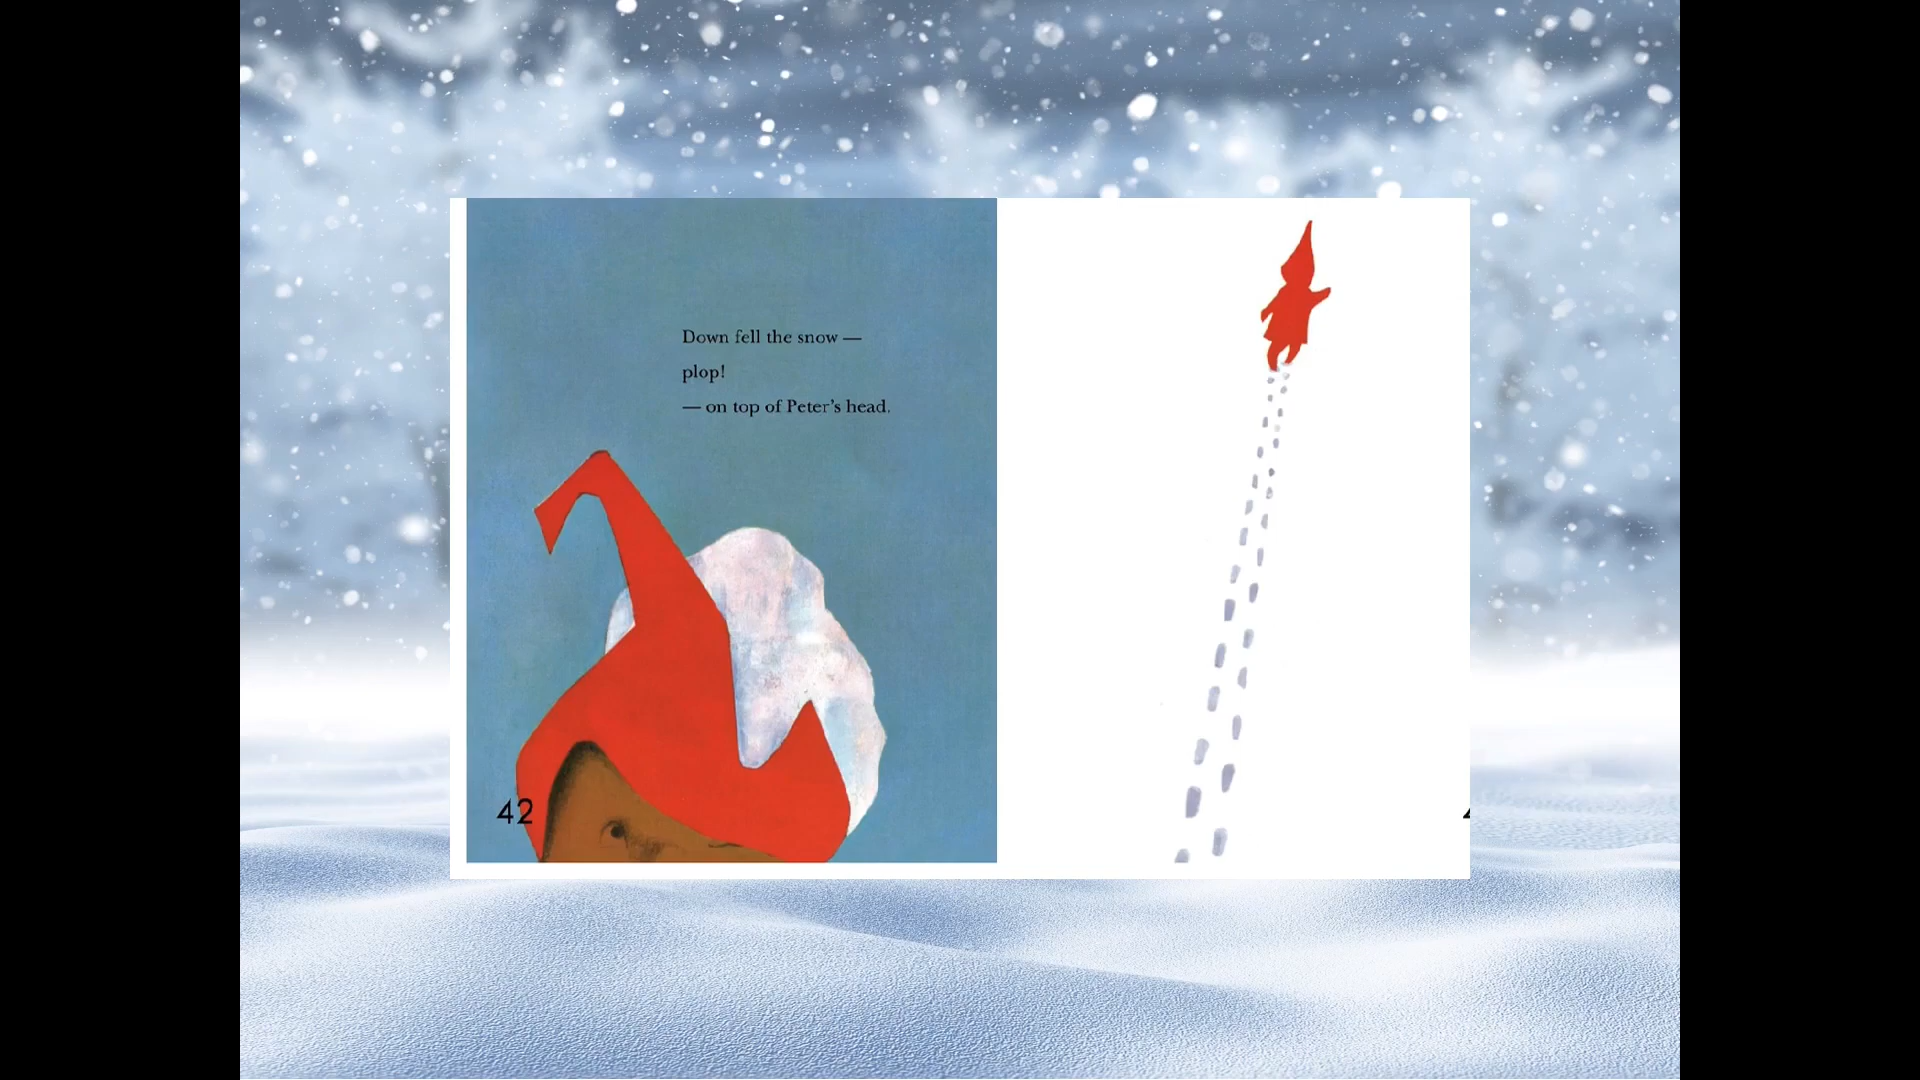 Down fell the snow —
plop!
— on top of Peter's head.
42